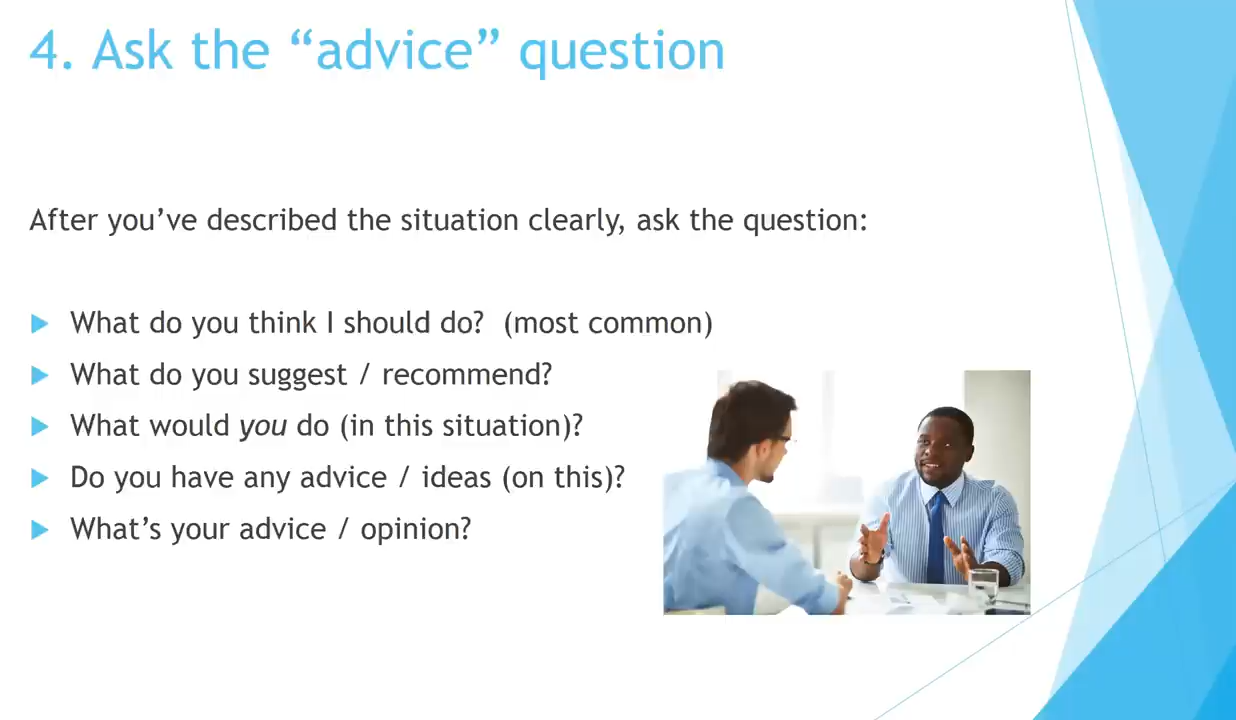 4. Ask the “advice” question
After you’ve described the situation clearly, ask the question:
What do you think I should do?  (most common)
What do you suggest / recommend?
What would you do (in this situation)?
Do you have any advice / ideas (on this)?
What’s your advice / opinion?